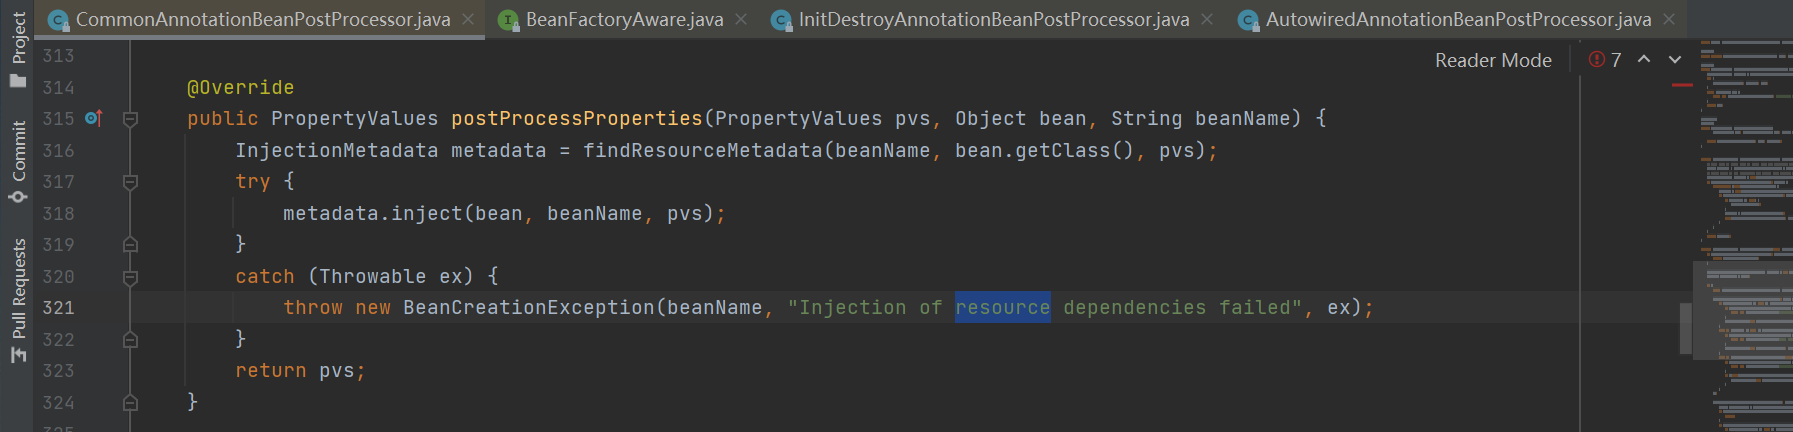 CommonAnnotationBeanPostProcessor.java BeanFactoryAware.java InitDestroyAnnotationBeanPostProcessor.java AutowiredAnnotationBeanPostProcessor.java
Project
Commit
Pull Requests
Reader Mode 7
313
314 @Override
315 public PropertyValues postProcessProperties(PropertyValues pvs, Object bean, String beanName) {
316 InjectionMetadata metadata = findResourceMetadata(beanName, bean.getClass(), pvs);
317 try {
318 metadata.inject(bean, beanName, pvs);
319 }
320 catch (Throwable ex) {
321 throw new BeanCreationException(beanName, "Injection of resource dependencies failed", ex);
322 }
323 return pvs;
324 }